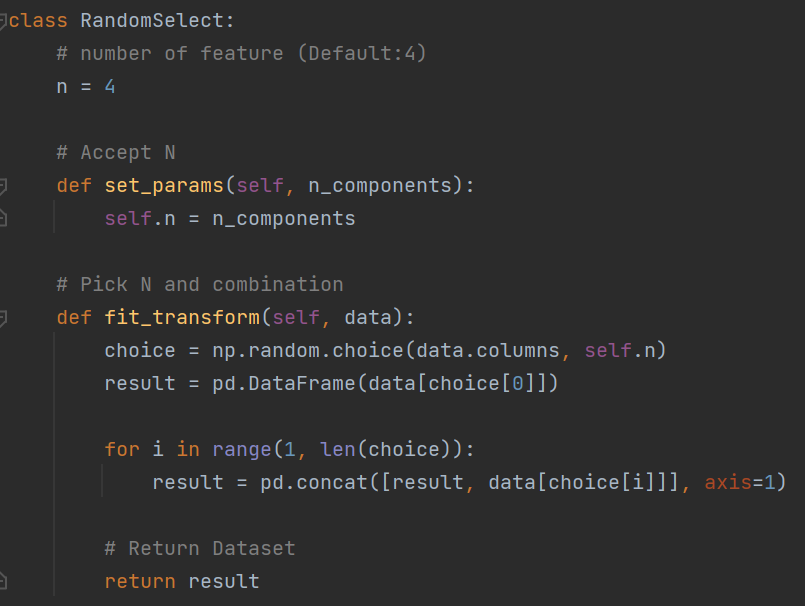 class RandomSelect:
    # number of feature (Default:4)
    n = 4
    # Accept N
    def set_params(self, n_components):
        self.n = n_components
    # Pick N and combination
    def fit_transform(self, data):
        choice = np.random.choice(data.columns, self.n)
        result = pd.DataFrame(data[choice[0]])
        for i in range(1, len(choice)):
            result = pd.concat([result, data[choice[i]]], axis=1)
        # Return Dataset
        return result